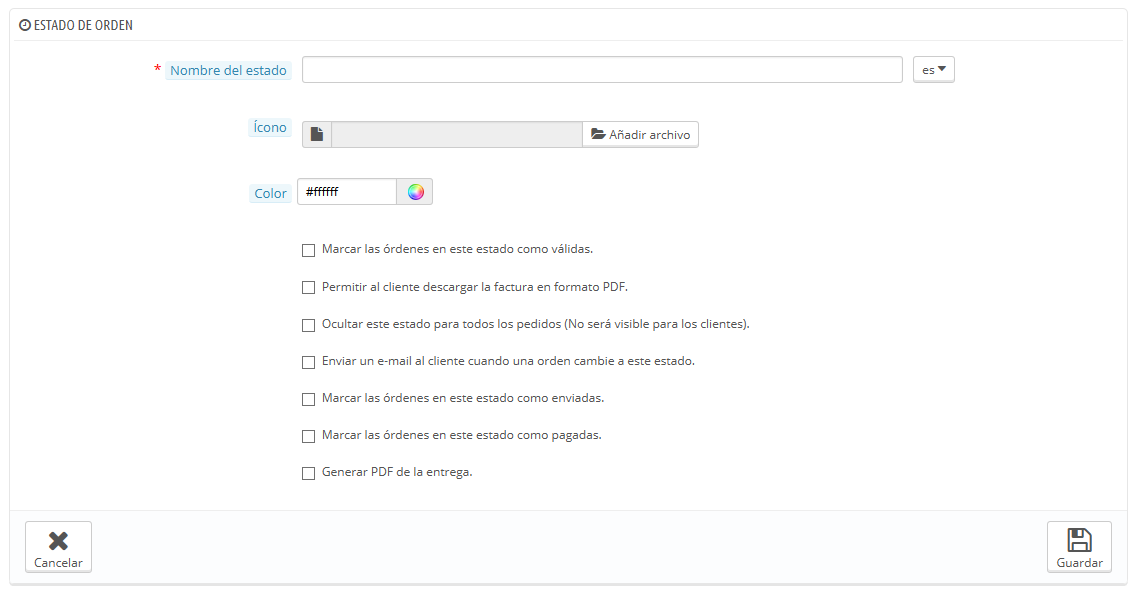 ESTADO DE ORDEN
* Nombre del estado es
Ícono Añadir archivo
Color #ffffff
Marcar las órdenes en este estado como válidas.
Permitir al cliente descargar la factura en formato PDF.
Ocultar este estado para todos los pedidos (No será visible para los clientes).
Enviar un e-mail al cliente cuando una orden cambie a este estado.
Marcar las órdenes en este estado como enviadas.
Marcar las órdenes en este estado como pagadas.
Generar PDF de la entrega.
Cancelar Guardar